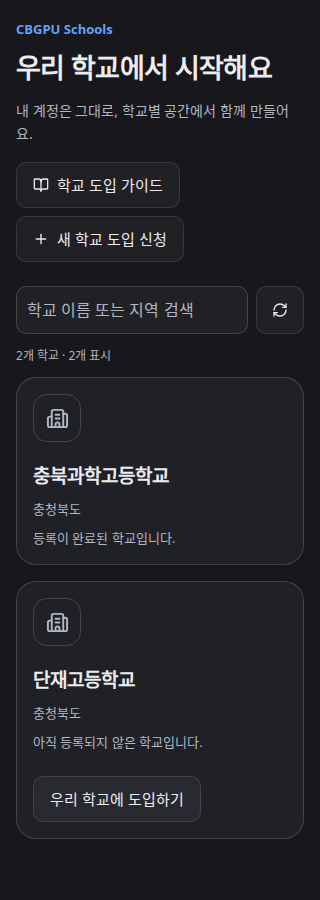 CBGPU Schools
우리 학교에서 시작해요
내 계정은 그대로, 학교별 공간에서 함께 만들어
요.
학교 도입 가이드
새 학교 도입 신청
학교 이름 또는 지역 검색
2개 학교 · 2개 표시
충북과학고등학교
충청북도
등록이 완료된 학교입니다.
단재고등학교
충청북도
아직 등록되지 않은 학교입니다.
우리 학교에 도입하기